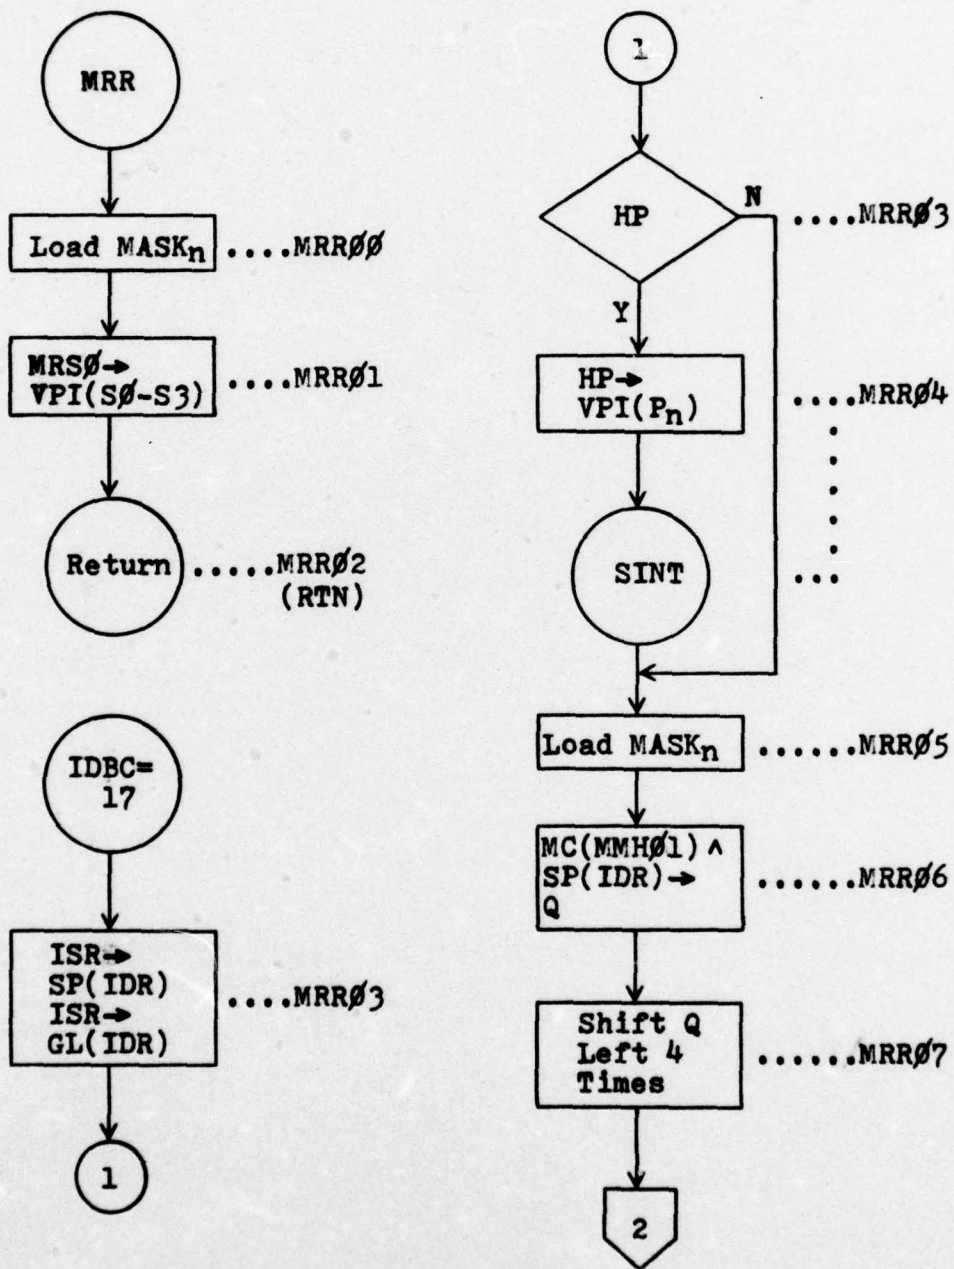 MRR
Load MASKn ....MRRØØ
MRSØ→
VPI(SØ-S3) ....MRRØ1
Return .....MRRØ2
(RTN)
IDBC=
17
ISR→
SP(IDR)
ISR→ ....MRRØ3
GL(IDR)
1
1
HP N ....MRRØ3
Y
HP→
VPI(Pn) ....MRRØ4
SINT ...
Load MASKn ......MRRØ5
MC(MMHØ1) ∧
SP(IDR)→ ......MRRØ6
Q
Shift Q
Left 4 ......MRRØ7
Times
2